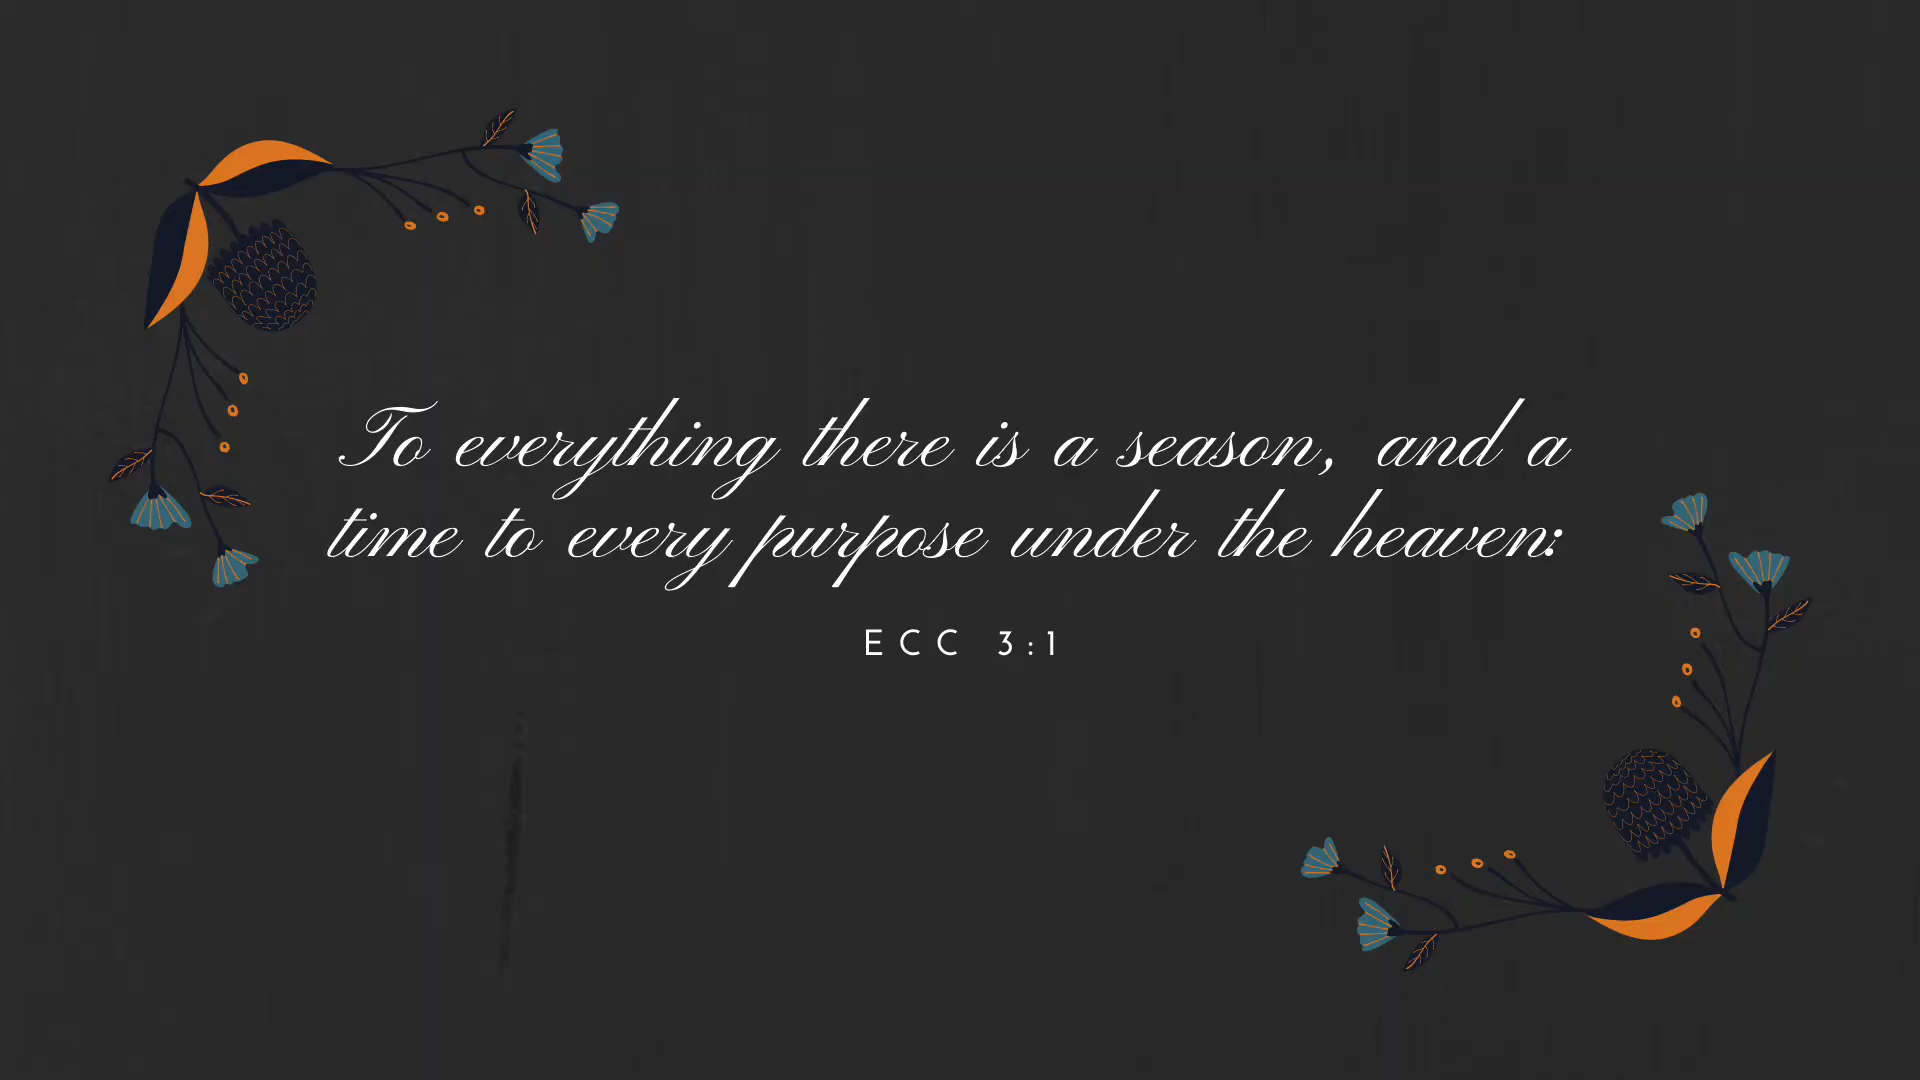 To everything there is a season, and a
time to every purpose under the heaven:
ECC 3:1